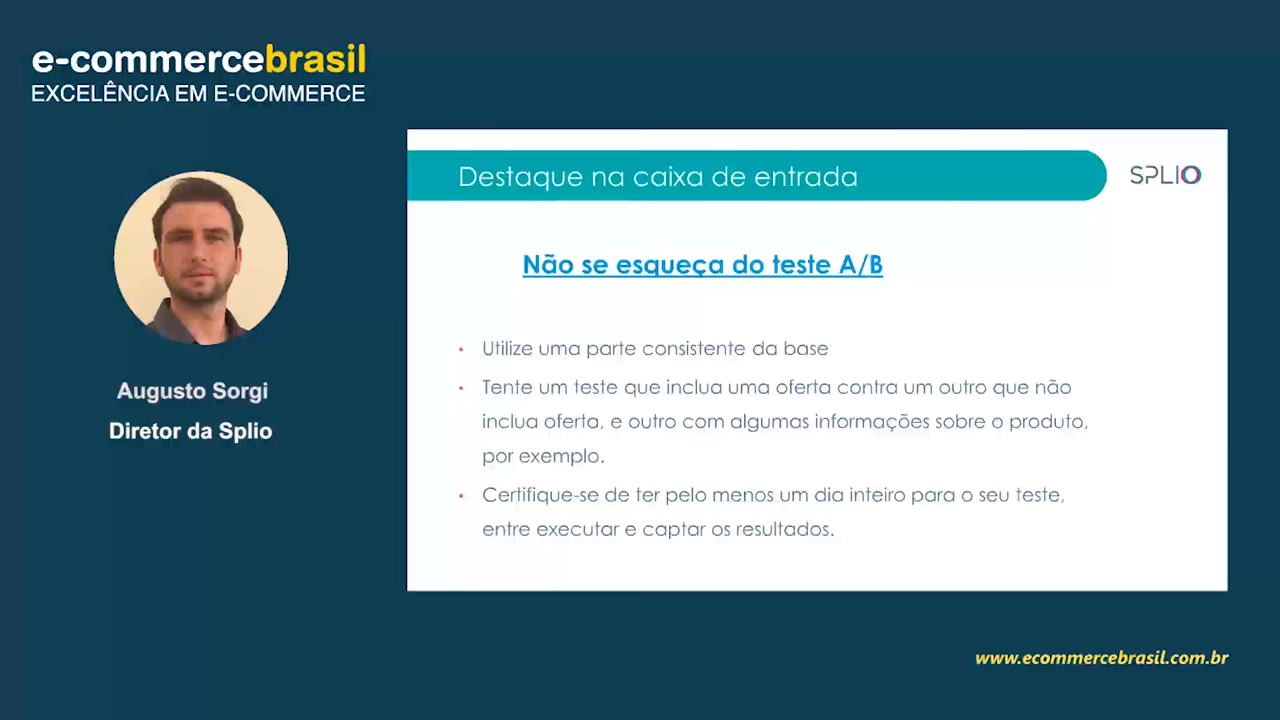 e-commercebrasil
EXCELÊNCIA EM E-COMMERCE
Augusto Sorgi
Diretor da Splio
Destaque na caixa de entrada
SPLIO
Não se esqueça do teste A/B
• Utilize uma parte consistente da base
• Tente um teste que inclua uma oferta contra um outro que não
inclua oferta, e outro com algumas informações sobre o produto,
por exemplo.
• Certifique-se de ter pelo menos um dia inteiro para o seu teste,
entre executar e captar os resultados.
www.ecommercebrasil.com.br